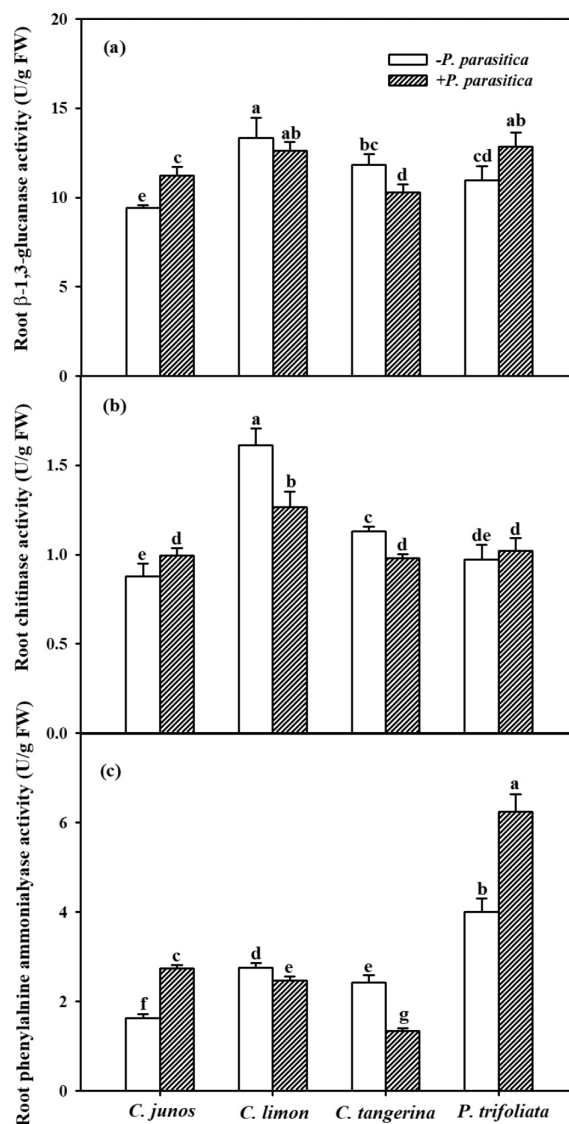 Root β-1,3-glucanase activity (U/g FW)
20
15
10
5
0
(a)
-P. parasitica
+P. parasitica
e
c
a
ab
bc
d
cd
ab
Root chitinase activity (U/g FW)
1.5
1.0
0.5
0.0
(b)
e
d
a
b
c
d
de
d
Root phenylalnine ammonialyase activity (U/g FW)
6
4
2
0
(c)
f
c
d
e
e
g
b
a
C. junos
C. limon
C. tangerina
P. trifoliata